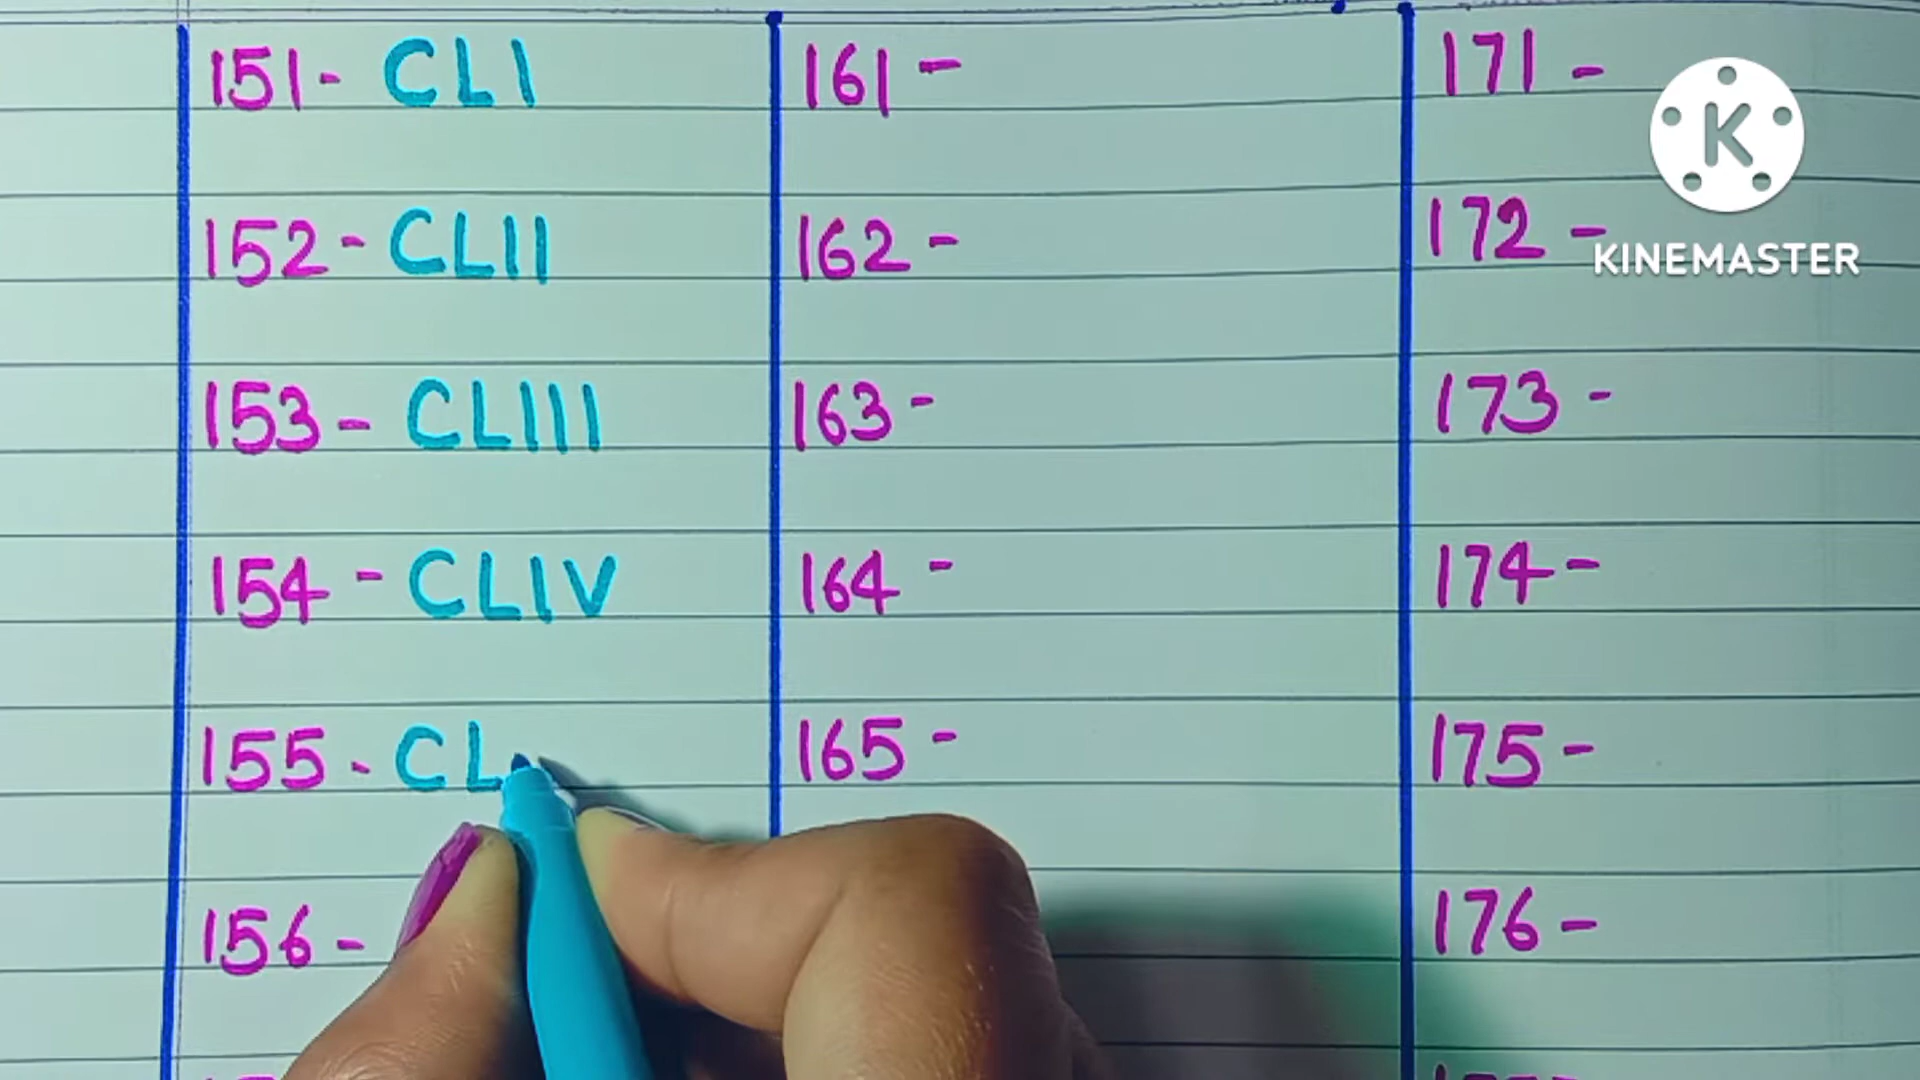 151- CLI
152- CLII
153- CLIII
154- CLIV
155- CL
156-
161-
162-
163-
164-
165-
171-
172-
173-
174-
175-
176-
K
KINEMASTER